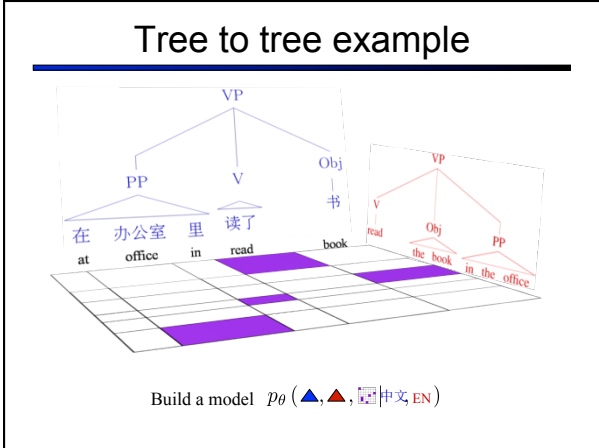 Tree to tree example
VP
PP V Obj
在 办公室 里 读了 书
at office in read book
VP
V Obj PP
read the book in the office
Build a model pθ ( , , | 中文, EN )